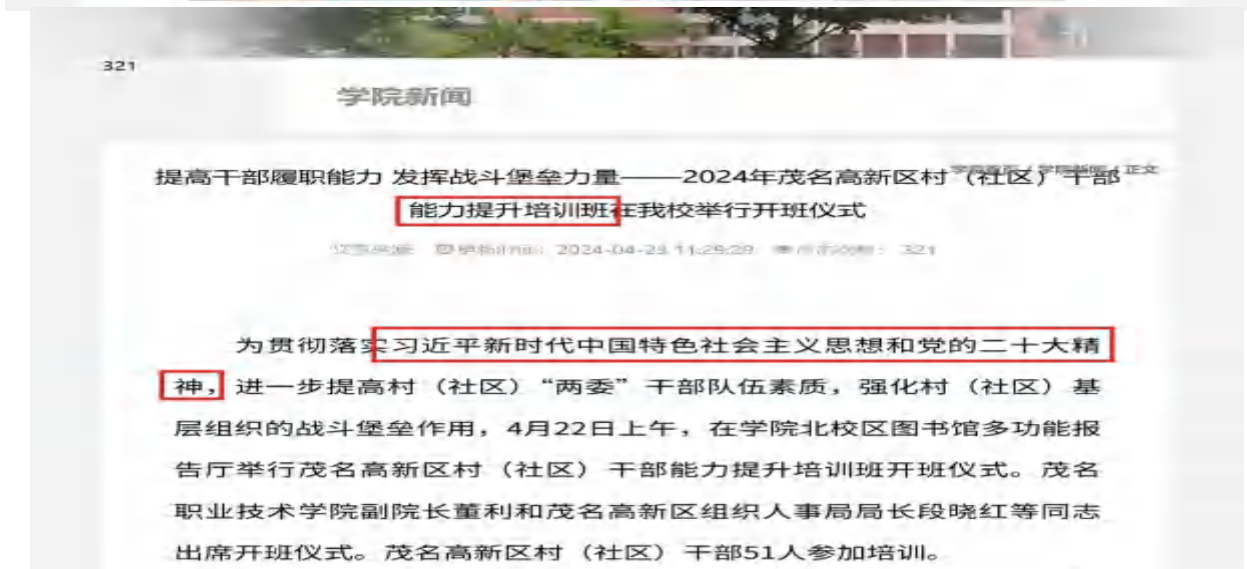 321
学院新闻
提高干部履职能力 发挥战斗堡垒力量——2024年茂名高新区村（社区）干部
能力提升培训班在我校举行开班仪式
2024-04-23 11:29:29 321
为贯彻落实习近平新时代中国特色社会主义思想和党的二十大精
神，进一步提高村（社区）“两委”干部队伍素质，强化村（社区）基
层组织的战斗堡垒作用，4月22日上午，在学院北校区图书馆多功能报
告厅举行茂名高新区村（社区）干部能力提升培训班开班仪式。茂名
职业技术学院副院长董利和茂名高新区组织人事局局长段晓红等同志
出席开班仪式。茂名高新区村（社区）干部51人参加培训。